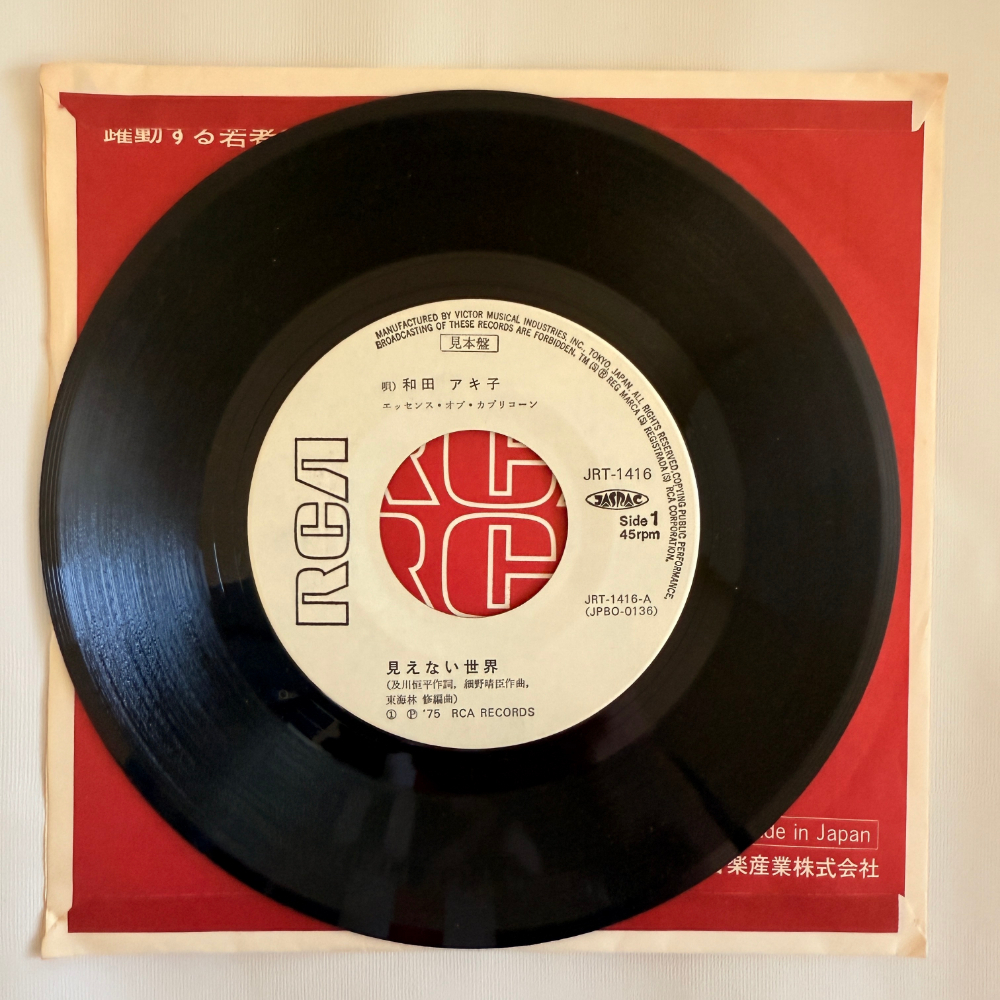 躍動する若者
MANUFACTURED BY VICTOR MUSICAL INDUSTRIES, INC., TOKYO, JAPAN. ALL RIGHTS RESERVED. COPYING PUBLIC PERFORMANCE,
BROADCASTING OF THESE RECORDS ARE FORBIDDEN. TM (S) Ⓡ REG MARCA (S) REGISTRADA (S) RCA CORPORATION.
見本盤
唄) 和田 アキ子
エッセンス・オブ・カプリコーン
RCA
JRT-1416
JASRAC
Side 1
45rpm
JRT-1416-A
(JPBO-0136)
見えない世界
(及川恒平作詞, 細野晴臣作曲,
東海林 修編曲)
① Ⓟ '75 RCA RECORDS
in Japan
楽産業株式会社